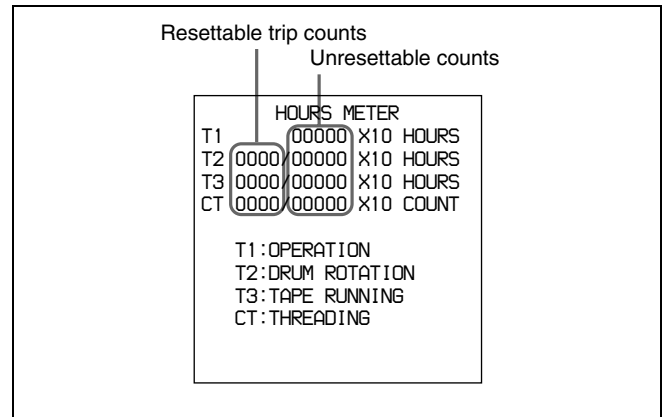 Resettable trip counts
Unresettable counts
HOURS METER
T1 00000 X10 HOURS
T2 0000/00000 X10 HOURS
T3 0000/00000 X10 HOURS
CT 0000/00000 X10 COUNT
T1:OPERATION
T2:DRUM ROTATION
T3:TAPE RUNNING
CT:THREADING